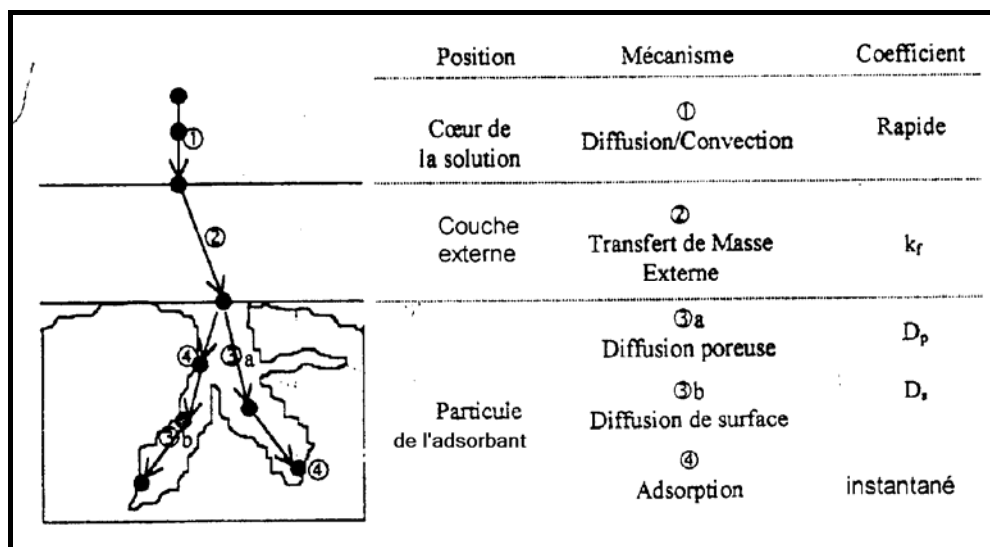 Position Mécanisme Coefficient
①
① Cœur de la solution
① Diffusion/Convection
Rapide
②
Couche externe
② Transfert de Masse Externe
k_f
④ ③a
③b ④
Particule de l'adsorbant
③a
Diffusion poreuse
D_p
③b
Diffusion de surface
D_s
④
Adsorption
instantané